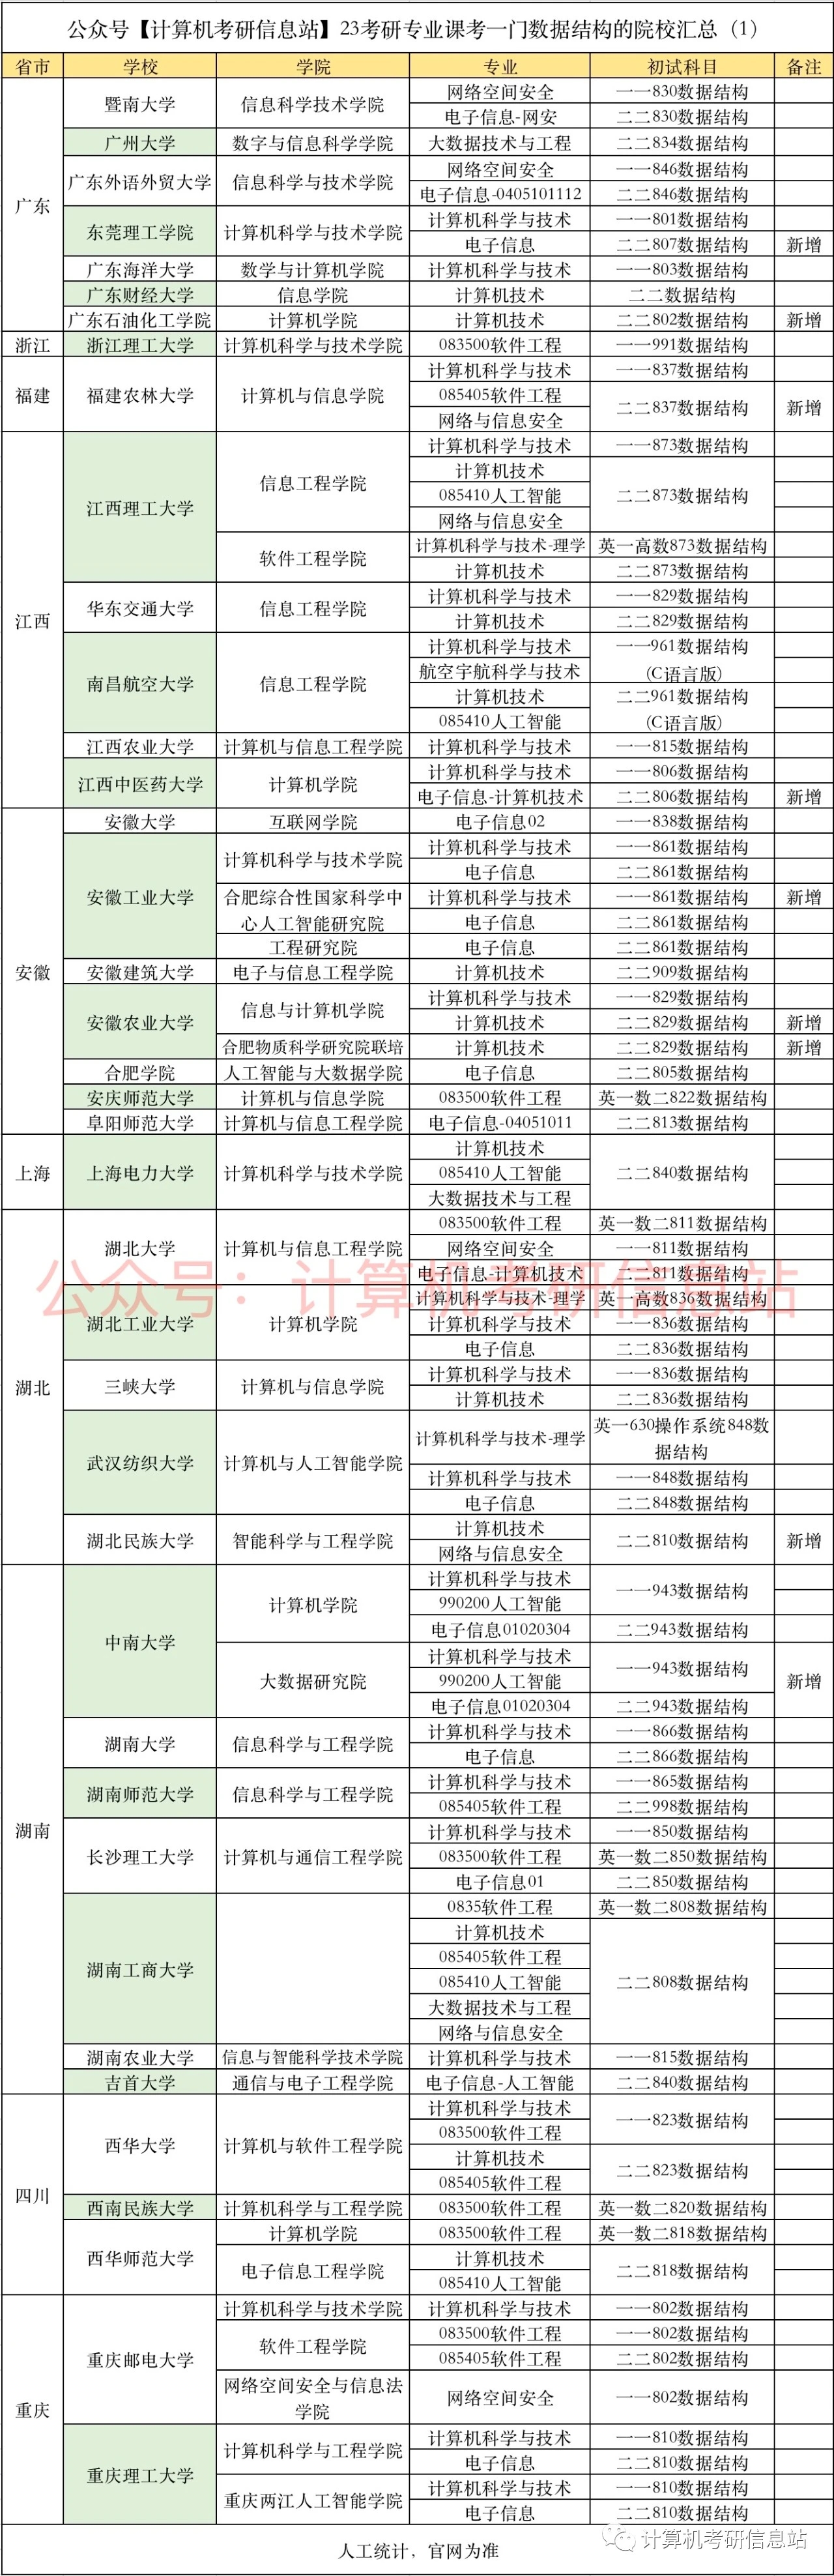 公众号【计算机考研信息站】23考研专业课考一门数据结构的院校汇总（1）
省市 学校 学院 专业 初试科目 备注
广东 暨南大学 信息科学技术学院 网络空间安全 一一830数据结构
电子信息-网安 二二830数据结构
广州大学 数字与信息科学学院 大数据技术与工程 二二834数据结构
广东外语外贸大学 信息科学与技术学院 网络空间安全 一一846数据结构
电子信息-0405101112 二二846数据结构
东莞理工学院 计算机科学与技术学院 计算机科学与技术 一一801数据结构
电子信息 二二807数据结构 新增
广东海洋大学 数学与计算机学院 计算机科学与技术 一一803数据结构
广东财经大学 信息学院 计算机技术 二二数据结构
广东石油化工学院 计算机学院 计算机技术 二二802数据结构 新增
浙江 浙江理工大学 计算机科学与技术学院 083500软件工程 一一991数据结构
福建 福建农林大学 计算机与信息学院 计算机科学与技术 一一837数据结构
085405软件工程 二二837数据结构 新增
网络与信息安全
江西 江西理工大学 信息工程学院 计算机科学与技术 一一873数据结构
计算机技术 二二873数据结构
085410人工智能
网络与信息安全
软件工程学院 计算机科学与技术-理学 英一高数873数据结构
计算机技术 二二873数据结构
华东交通大学 信息工程学院 计算机科学与技术 一一829数据结构
计算机技术 二二829数据结构
南昌航空大学 信息工程学院 计算机科学与技术 一一961数据结构
航空宇航科学与技术 （C语言版）
计算机技术 二二961数据结构
085410人工智能 （C语言版）
江西农业大学 计算机与信息工程学院 计算机科学与技术 一一815数据结构
江西中医药大学 计算机学院 计算机科学与技术 一一806数据结构
电子信息-计算机技术 二二806数据结构 新增
安徽 安徽大学 互联网学院 电子信息02 一一838数据结构
安徽工业大学 计算机科学与技术学院 计算机科学与技术 一一861数据结构
电子信息 二二861数据结构
合肥综合性国家科学中 计算机科学与技术 一一861数据结构 新增
心人工智能研究院 电子信息 二二861数据结构
工程研究院 电子信息 二二861数据结构
安徽建筑大学 电子与信息工程学院 计算机技术 二二909数据结构
安徽农业大学 信息与计算机学院 计算机科学与技术 一一829数据结构
计算机技术 二二829数据结构 新增
合肥物质科学研究院联培 计算机技术 二二829数据结构 新增
合肥学院 人工智能与大数据学院 电子信息 二二805数据结构
安庆师范大学 计算机与信息学院 083500软件工程 英一数二822数据结构
阜阳师范大学 计算机与信息工程学院 电子信息-04051011 二二813数据结构
上海 上海电力大学 计算机科学与技术学院 计算机技术 二二840数据结构
085410人工智能
大数据技术与工程
湖北 湖北大学 计算机与信息工程学院 083500软件工程 英一数二811数据结构
网络空间安全 一一811数据结构
电子信息-计算机技术 二二811数据结构
公众号：计算机考研信息站
湖北工业大学 计算机学院 计算机科学与技术-理学 英一高数836数据结构
计算机科学与技术 一一836数据结构
电子信息 二二836数据结构
三峡大学 计算机与信息学院 计算机科学与技术 一一836数据结构
计算机技术 二二836数据结构
武汉纺织大学 计算机与人工智能学院 计算机科学与技术-理学 英一630操作系统848数
据结构
计算机科学与技术 一一848数据结构
电子信息 二二848数据结构
湖北民族大学 智能科学与工程学院 计算机技术 二二810数据结构 新增
网络与信息安全
湖南 中南大学 计算机学院 计算机科学与技术 一一943数据结构
990200人工智能
电子信息01020304 二二943数据结构
大数据研究院 计算机科学与技术 一一943数据结构 新增
990200人工智能
电子信息01020304 二二943数据结构
湖南大学 信息科学与工程学院 计算机科学与技术 一一866数据结构
电子信息 二二866数据结构
湖南师范大学 信息科学与工程学院 计算机科学与技术 一一865数据结构
085405软件工程 二二998数据结构
长沙理工大学 计算机与通信工程学院 计算机科学与技术 一一850数据结构
083500软件工程 英一数二850数据结构
电子信息01 二二850数据结构
湖南工商大学 0835软件工程 英一数二808数据结构
计算机技术 二二808数据结构
085405软件工程
085410人工智能
大数据技术与工程
网络与信息安全
湖南农业大学 信息与智能科学技术学院 计算机科学与技术 一一815数据结构
吉首大学 通信与电子工程学院 电子信息-人工智能 二二840数据结构
四川 西华大学 计算机与软件工程学院 计算机科学与技术 一一823数据结构
083500软件工程
计算机技术 二二823数据结构
085405软件工程
西南民族大学 计算机科学与工程学院 083500软件工程 英一数二820数据结构
西华师范大学 计算机学院 083500软件工程 英一数二818数据结构
电子信息工程学院 计算机技术 二二818数据结构
085410人工智能
重庆 重庆邮电大学 计算机科学与技术学院 计算机科学与技术 一一802数据结构
软件工程学院 083500软件工程 一一802数据结构
085405软件工程 二二802数据结构
网络空间安全与信息法 网络空间安全 一一802数据结构
学院
重庆理工大学 计算机科学与工程学院 计算机科学与技术 一一810数据结构
电子信息 二二810数据结构
重庆两江人工智能学院 计算机科学与技术 一一810数据结构
电子信息 二二810数据结构
人工统计，官网为准
计算机考研信息站